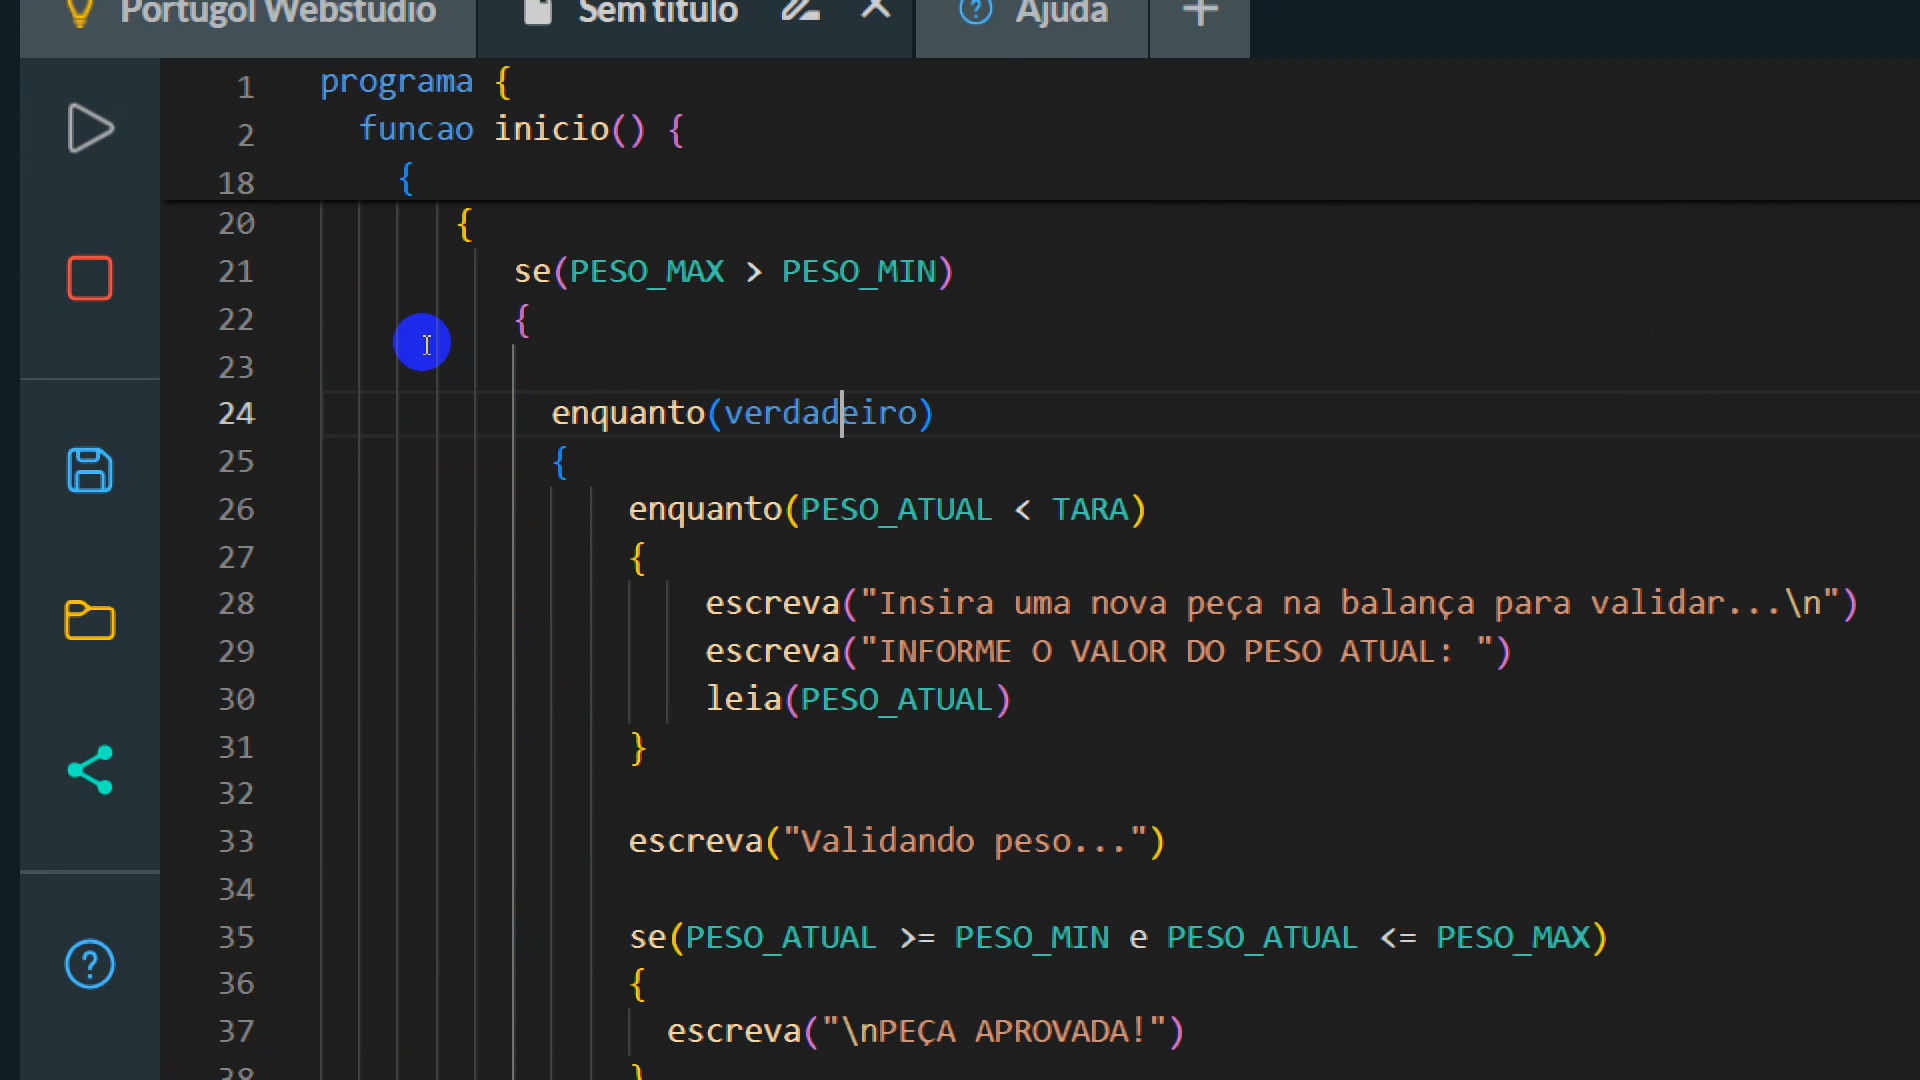 Portugol Webstudio Sem título Ajuda
1 programa {
2 funcao inicio() {
18 {
20 {
21 se(PESO_MAX > PESO_MIN)
22 {
23
24 enquanto(verdadeiro)
25 {
26 enquanto(PESO_ATUAL < TARA)
27 {
28 escreva("Insira uma nova peça na balança para validar...\n")
29 escreva("INFORME O VALOR DO PESO ATUAL: ")
30 leia(PESO_ATUAL)
31 }
32
33 escreva("Validando peso...")
34
35 se(PESO_ATUAL >= PESO_MIN e PESO_ATUAL <= PESO_MAX)
36 {
37 escreva("\nPEÇA APROVADA!")
38 }